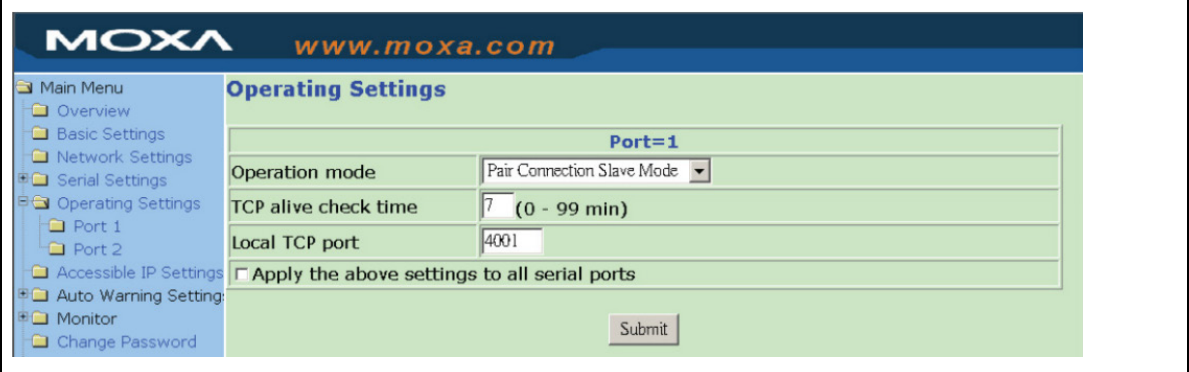 MOXA www.moxa.com
Main Menu
Overview
Basic Settings
Network Settings
Serial Settings
Operating Settings
Port 1
Port 2
Accessible IP Settings
Auto Warning Setting
Monitor
Change Password
Operating Settings
Port=1
Operation mode Pair Connection Slave Mode
TCP alive check time 7 (0 - 99 min)
Local TCP port 4001
Apply the above settings to all serial ports
Submit